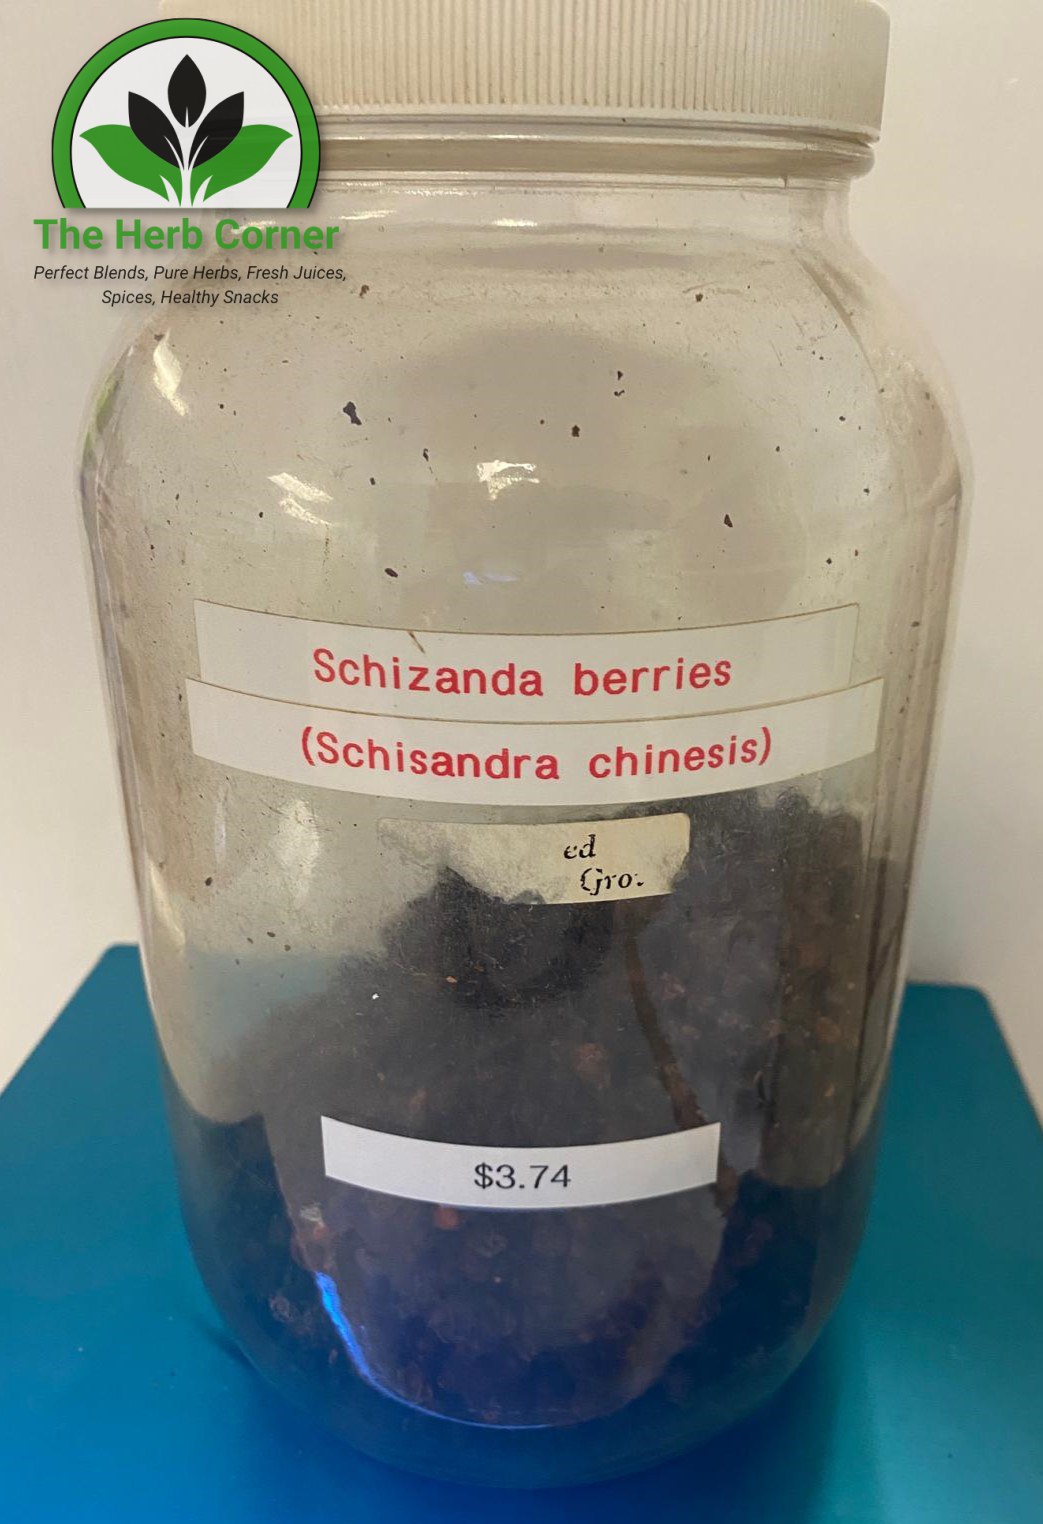 The Herb Corner
Perfect Blends, Pure Herbs, Fresh Juices,
Spices, Healthy Snacks
Schizanda berries
(Schisandra chinesis)
ed
Gro.
$3.74